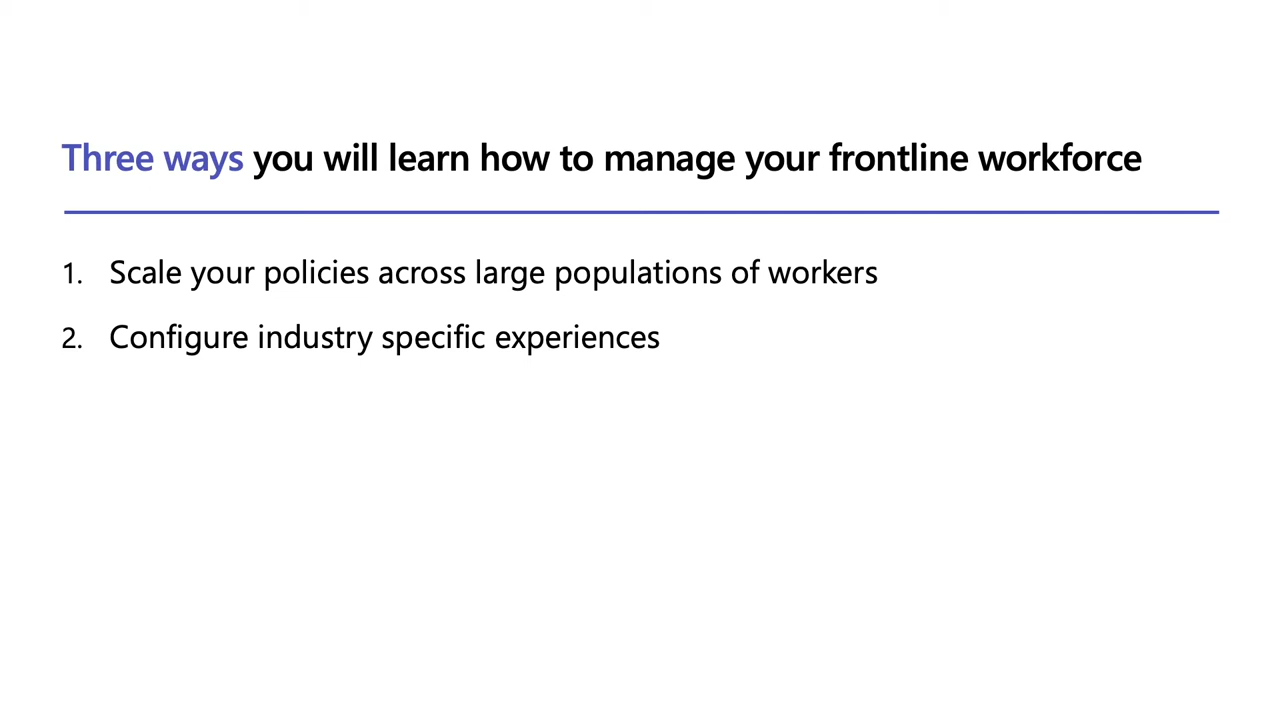 Three ways you will learn how to manage your frontline workforce
1. Scale your policies across large populations of workers
2. Configure industry specific experiences